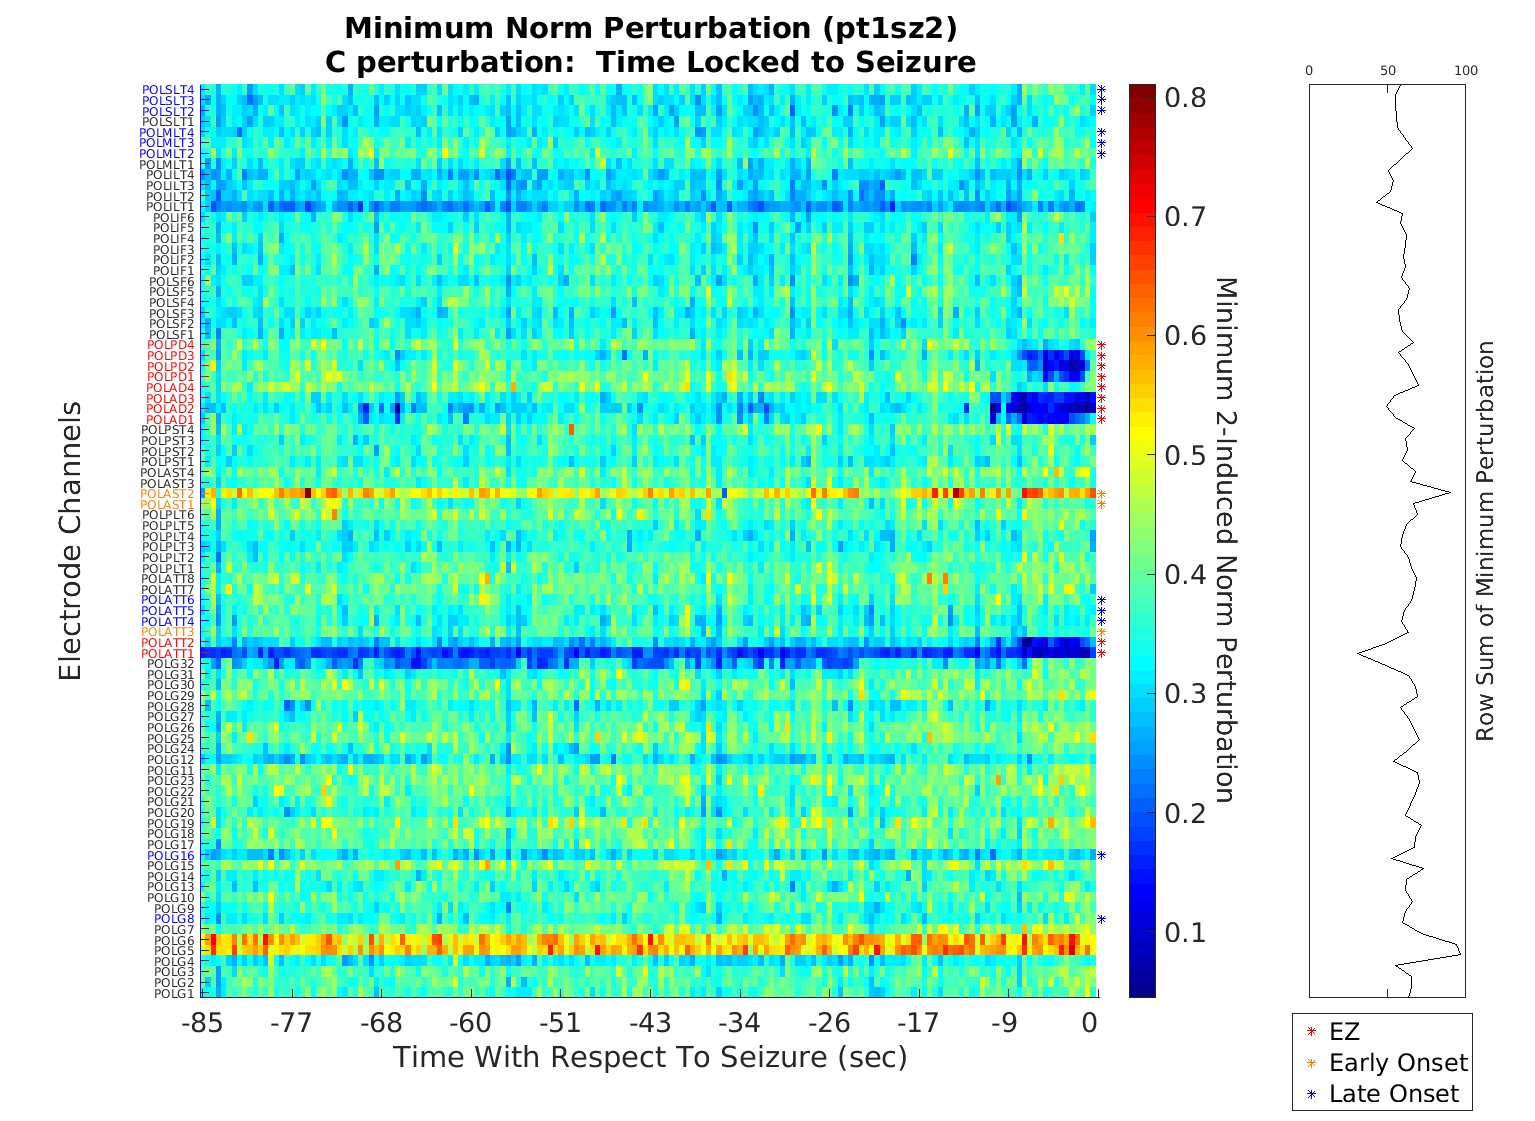 Minimum Norm Perturbation (pt1sz2)
C perturbation:  Time Locked to Seizure
Electrode Channels
POLSLT4
POLSLT3
POLSLT2
POLSLT1
POLMLT4
POLMLT3
POLMLT2
POLMLT1
POLILT4
POLILT3
POLILT2
POLILT1
POLIF6
POLIF5
POLIF4
POLIF3
POLIF2
POLIF1
POLSF6
POLSF5
POLSF4
POLSF3
POLSF2
POLSF1
POLPD4
POLPD3
POLPD2
POLPD1
POLAD4
POLAD3
POLAD2
POLAD1
POLPST4
POLPST3
POLPST2
POLPST1
POLAST4
POLAST3
POLAST2
POLAST1
POLPLT6
POLPLT5
POLPLT4
POLPLT3
POLPLT2
POLPLT1
POLATT8
POLATT7
POLATT6
POLATT5
POLATT4
POLATT3
POLATT2
POLATT1
POLG32
POLG31
POLG30
POLG29
POLG28
POLG27
POLG26
POLG25
POLG24
POLG12
POLG11
POLG23
POLG22
POLG21
POLG20
POLG19
POLG18
POLG17
POLG16
POLG15
POLG14
POLG13
POLG10
POLG9
POLG8
POLG7
POLG6
POLG5
POLG4
POLG3
POLG2
POLG1
-85 -77 -68 -60 -51 -43 -34 -26 -17 -9 0
Time With Respect To Seizure (sec)
0.8
0.7
0.6
0.5
0.4
0.3
0.2
0.1
Minimum 2-Induced Norm Perturbation
0 50 100
Row Sum of Minimum Perturbation
EZ
Early Onset
Late Onset